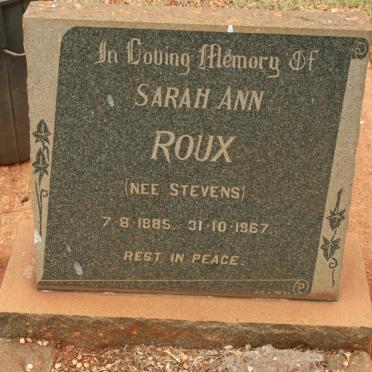 In Loving Memory Of
SARAH ANN
ROUX
(NEE STEVENS)
7-8-1885. 31-10-1967.
REST IN PEACE.